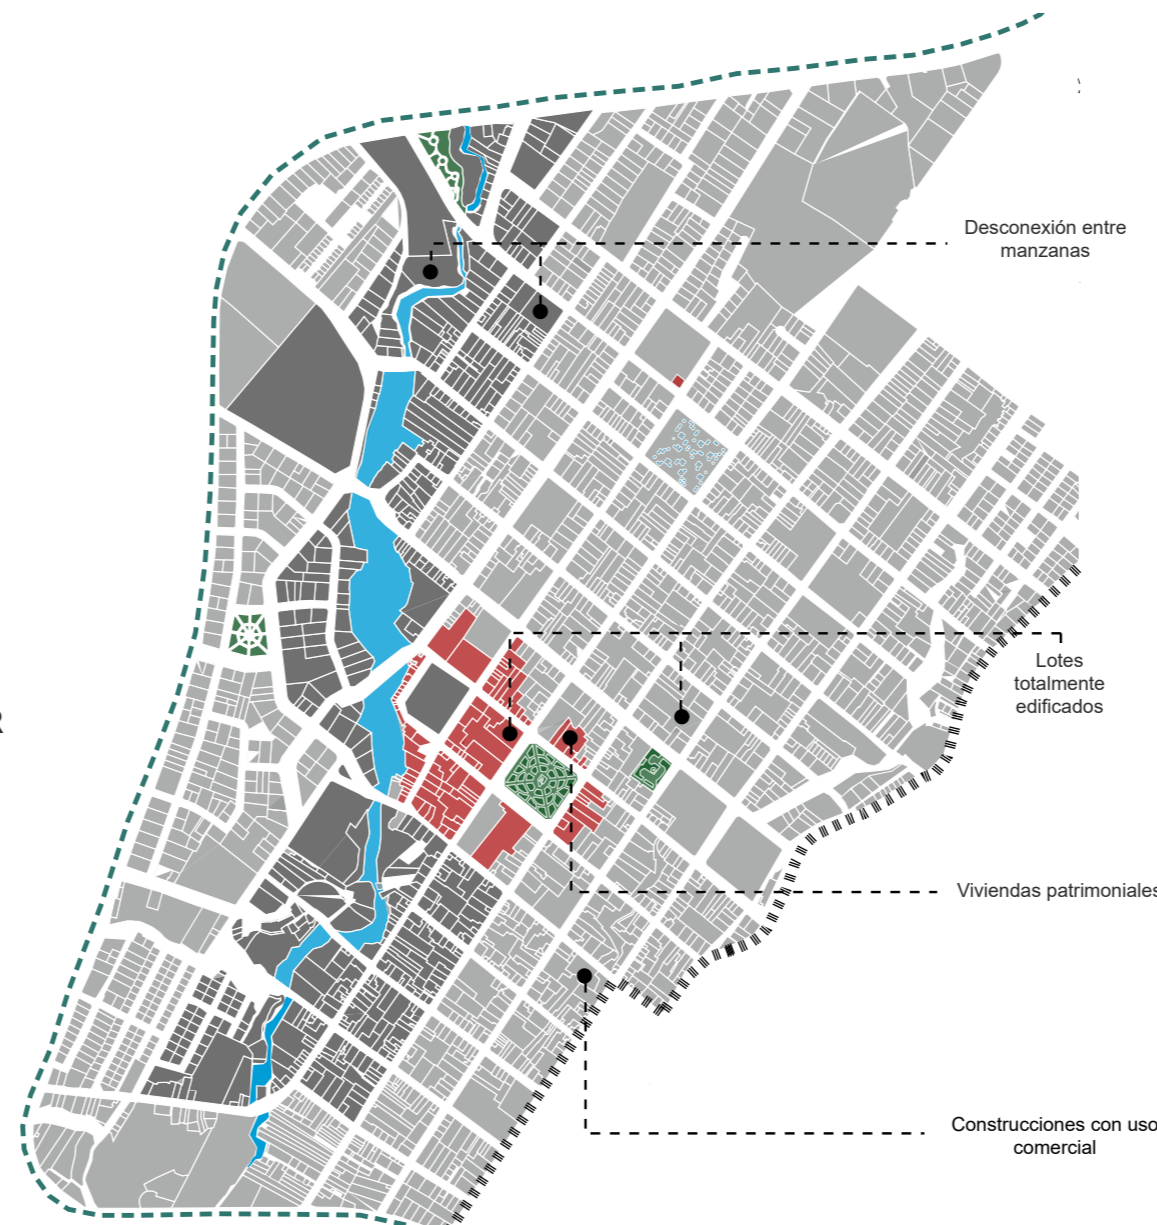 Desconexión entre
manzanas
Lotes
totalmente
edificados
R
Viviendas patrimoniales
Construcciones con uso
comercial